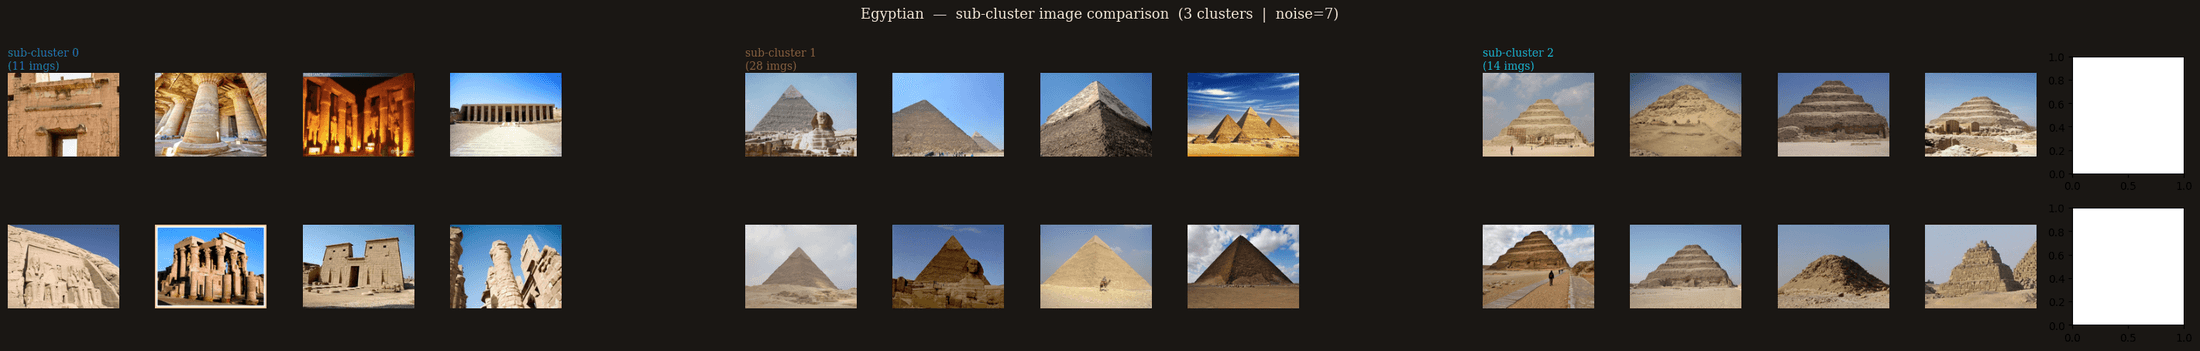 Egyptian — sub-cluster image comparison (3 clusters | noise=7)
sub-cluster 0
(11 imgs)
sub-cluster 1
(28 imgs)
sub-cluster 2
(14 imgs)
1.0
0.8
0.6
0.4
0.2
0.0
0.0 0.5 1.0
1.0
0.8
0.6
0.4
0.2
0.0
0.0 0.5 1.0